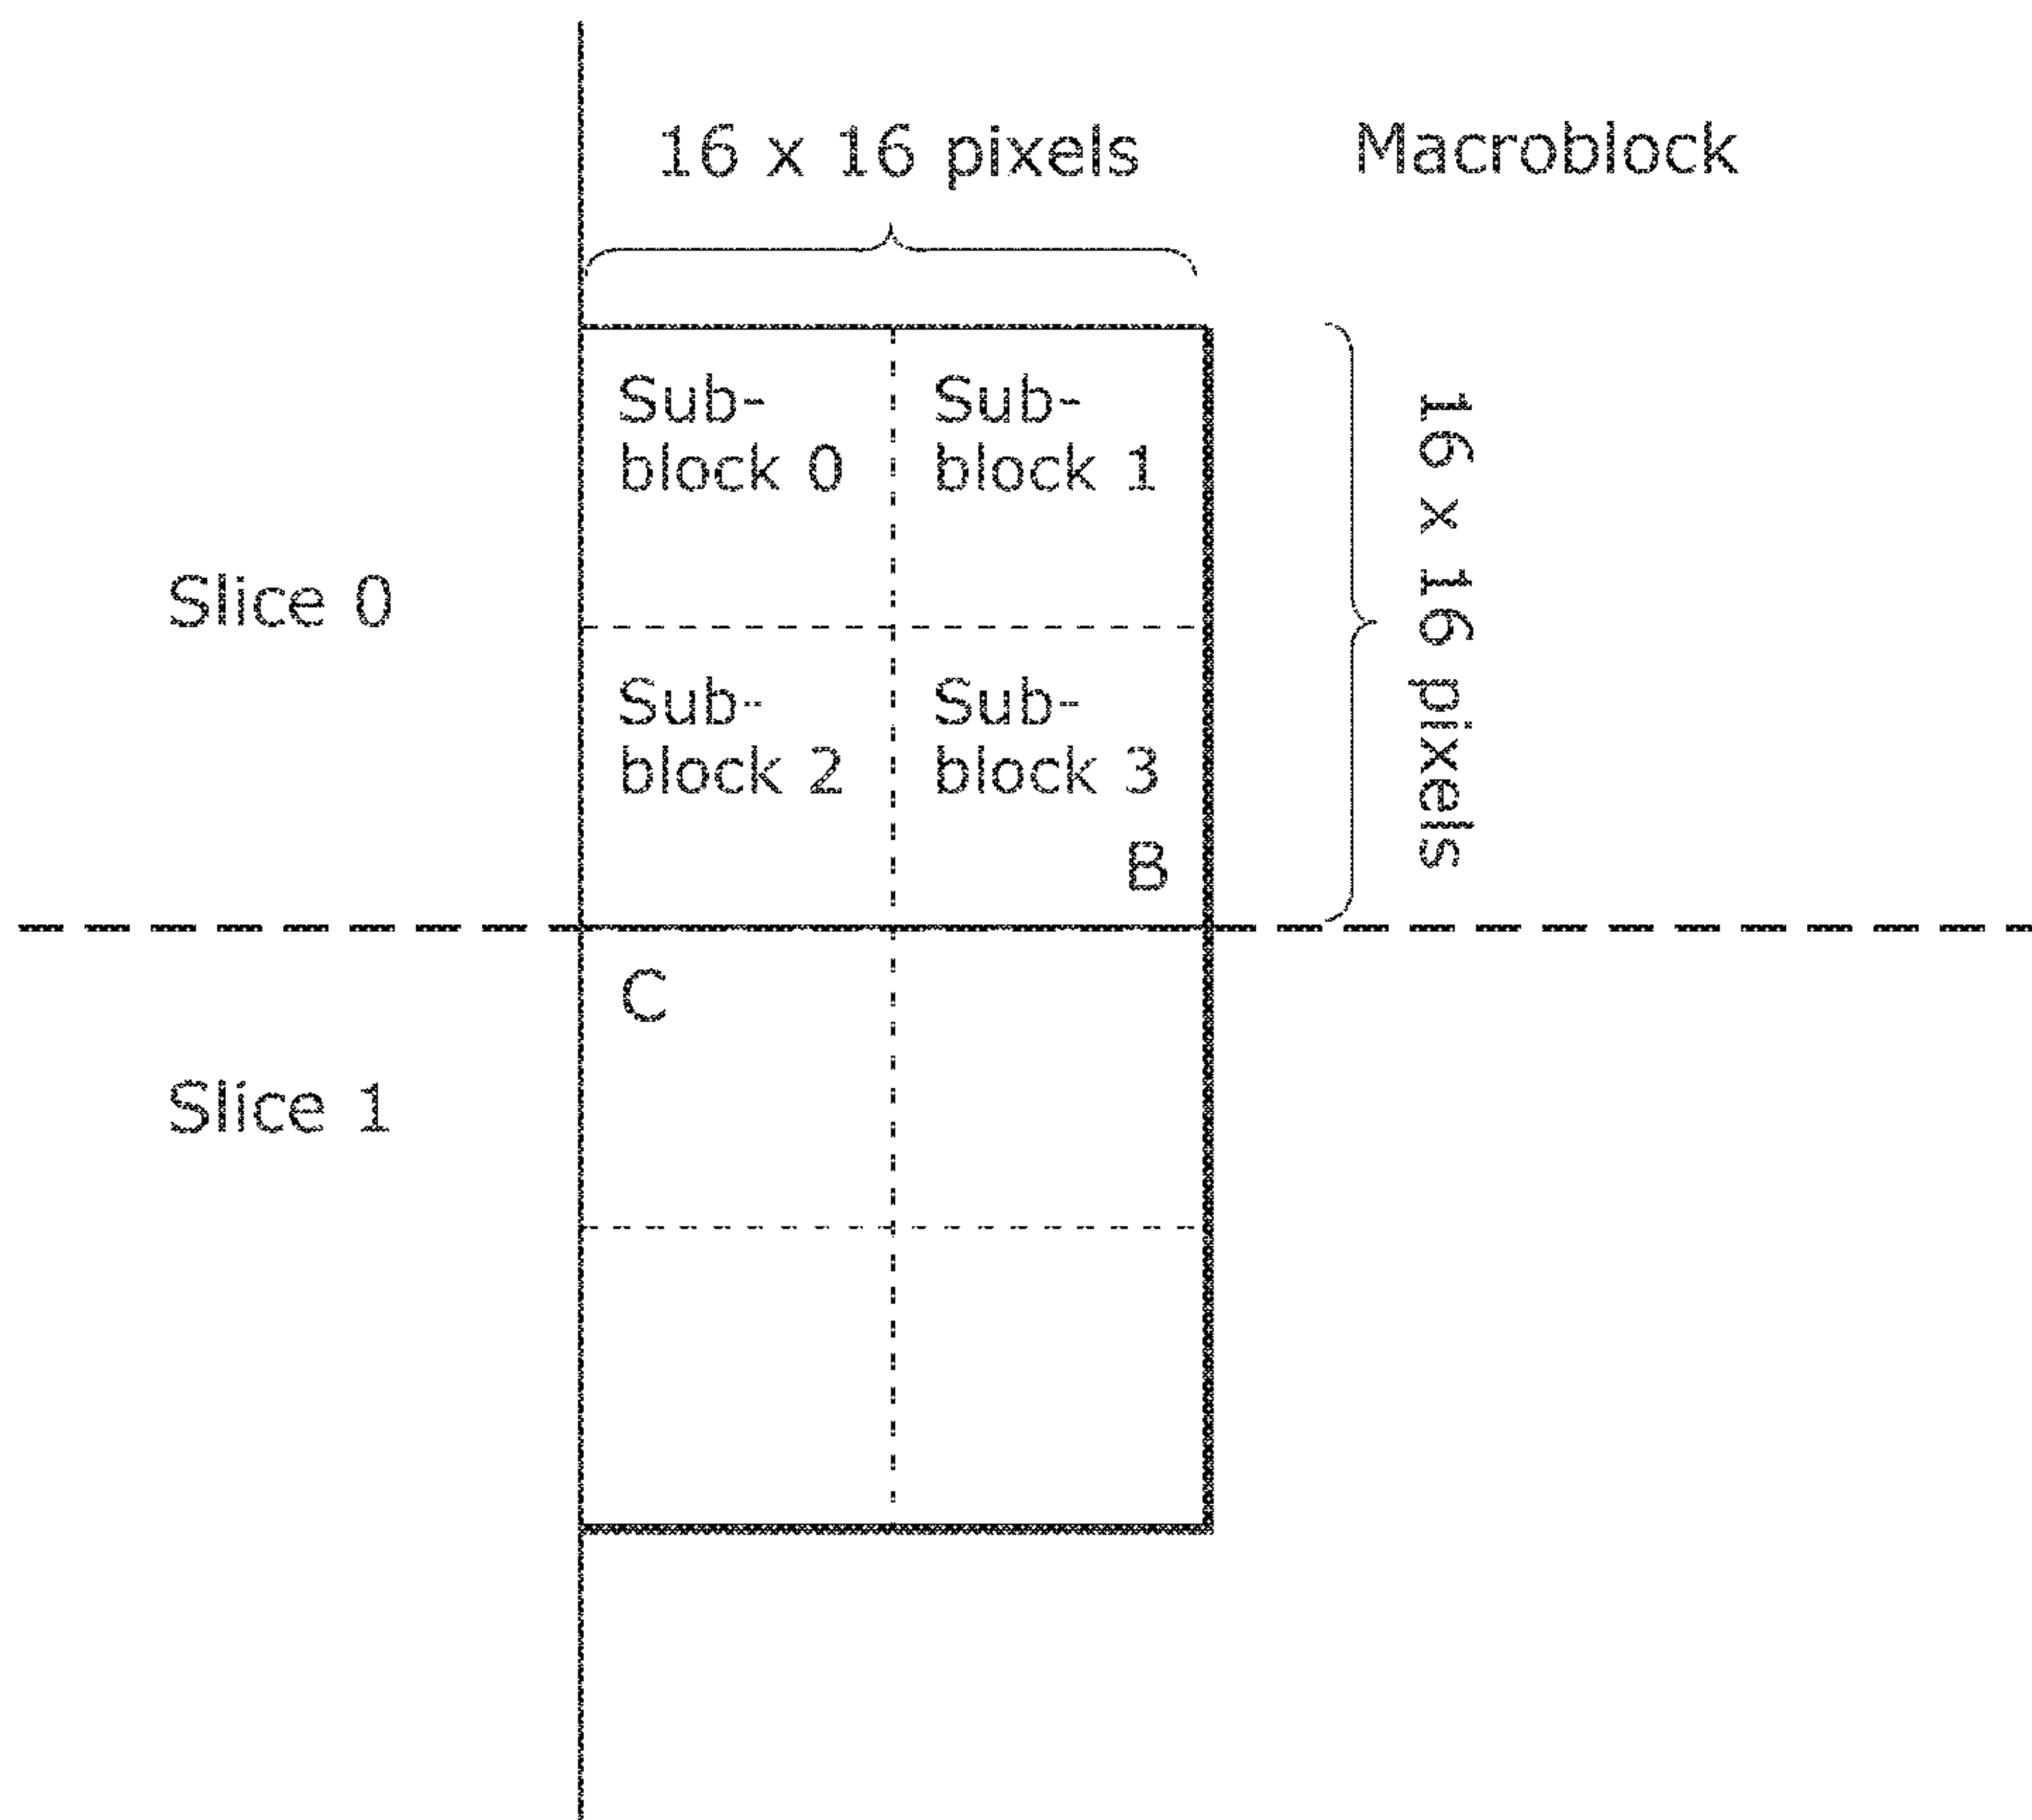 16 x 16 pixels
Macroblock
Sub-
block 0
Sub-
block 1
16 x 16 pixels
Slice 0
Sub-
block 2
Sub-
block 3
B
C
Slice 1